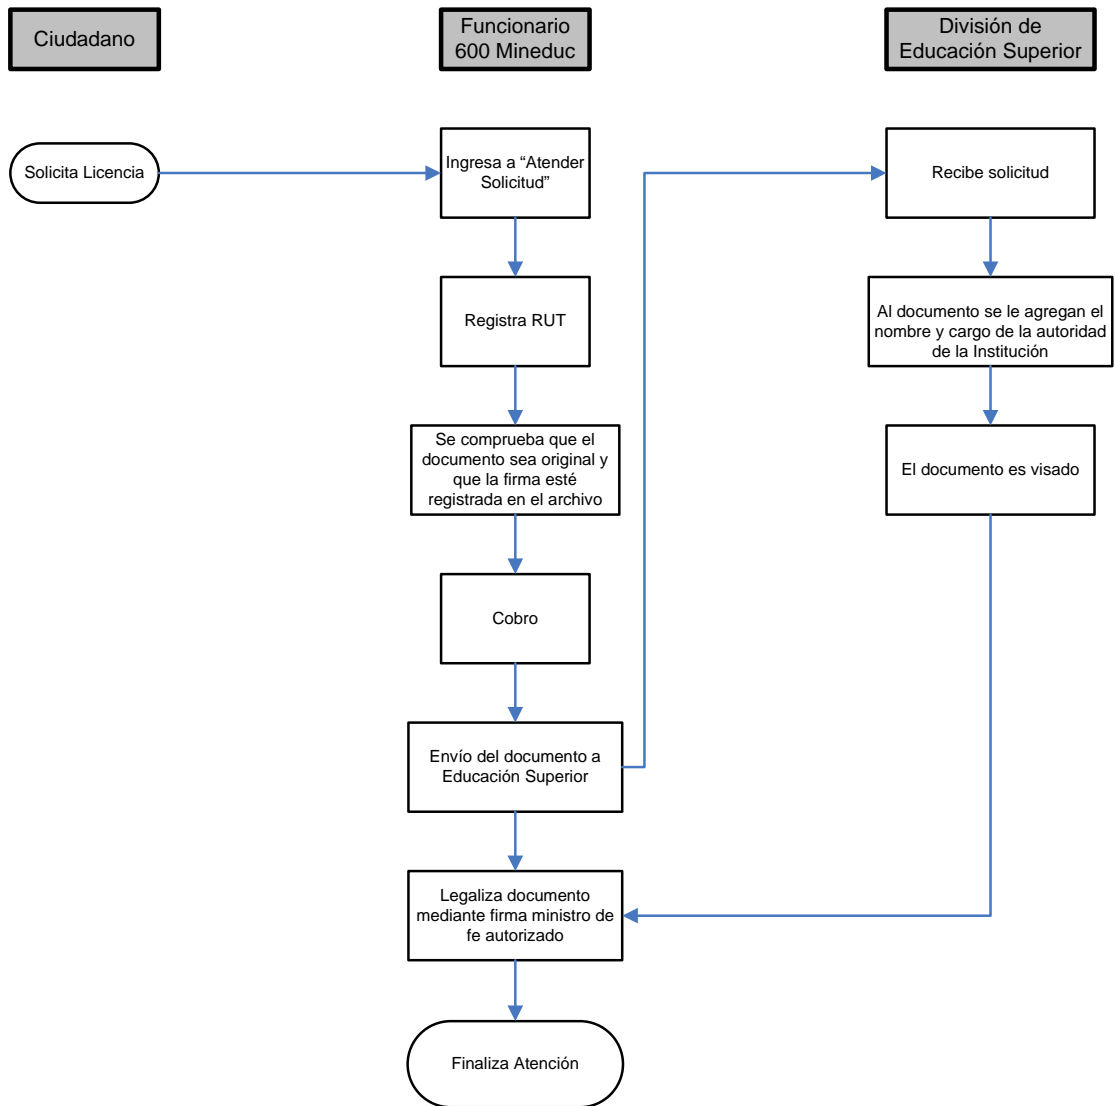 Ciudadano
Funcionario
600 Mineduc
División de
Educación Superior
Solicita Licencia
Ingresa a “Atender
Solicitud”
Recibe solicitud
Registra RUT
Al documento se le agregan el
nombre y cargo de la autoridad
de la Institución
Se comprueba que el
documento sea original y
que la firma esté
registrada en el archivo
El documento es visado
Cobro
Envío del documento a
Educación Superior
Legaliza documento
mediante firma ministro de
fe autorizado
Finaliza Atención